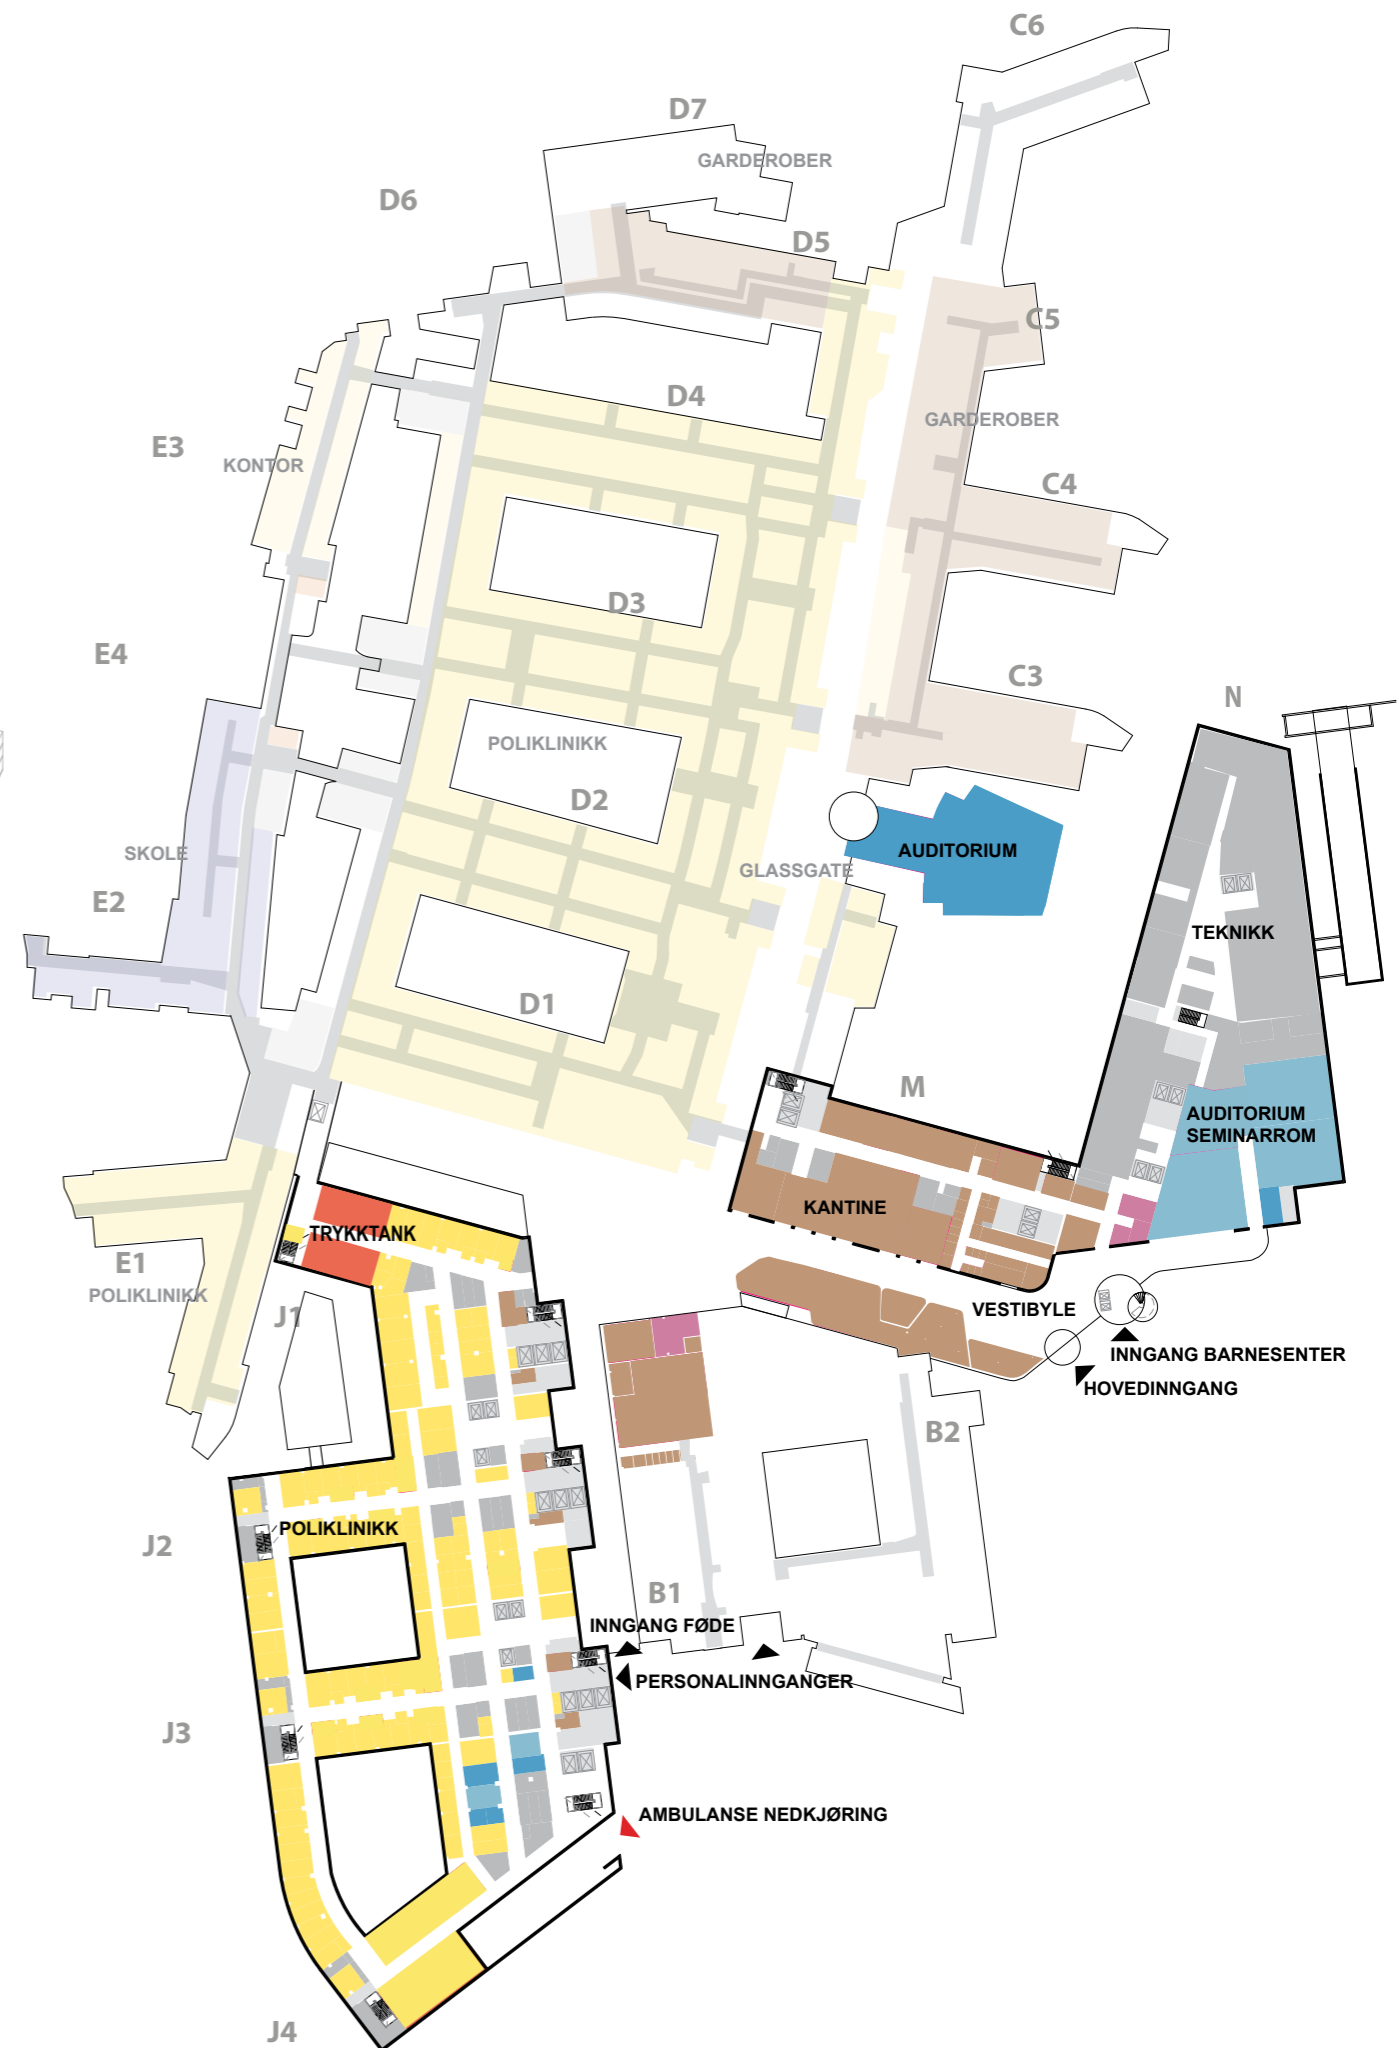 C6
D7
GARDEROBER
D6
D5
C5
D4
GARDEROBER
E3
KONTOR
C4
D3
E4
C3
N
POLIKLINIKK
D2
SKOLE
AUDITORIUM
GLASSGATE
E2
TEKNIKK
D1
M
AUDITORIUM
SEMINARROM
KANTINE
TRYKKTANK
E1
POLIKLINIKK
J1
VESTIBYLE
INNGANG BARNESENTER
HOVEDINNGANG
B2
POLIKLINIKK
J2
B1
INNGANG FØDE
PERSONALINNGANGER
J3
AMBULANSE NEDKJØRING
J4